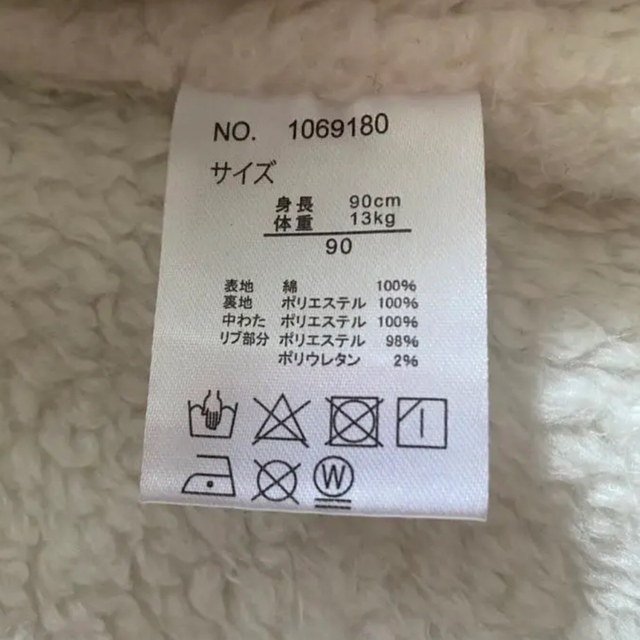 NO. 1069180
サイズ
身長 90cm
体重 13kg
90
表地 綿 100%
裏地 ポリエステル 100%
中わた ポリエステル 100%
リブ部分 ポリエステル 98%
ポリウレタン 2%
W